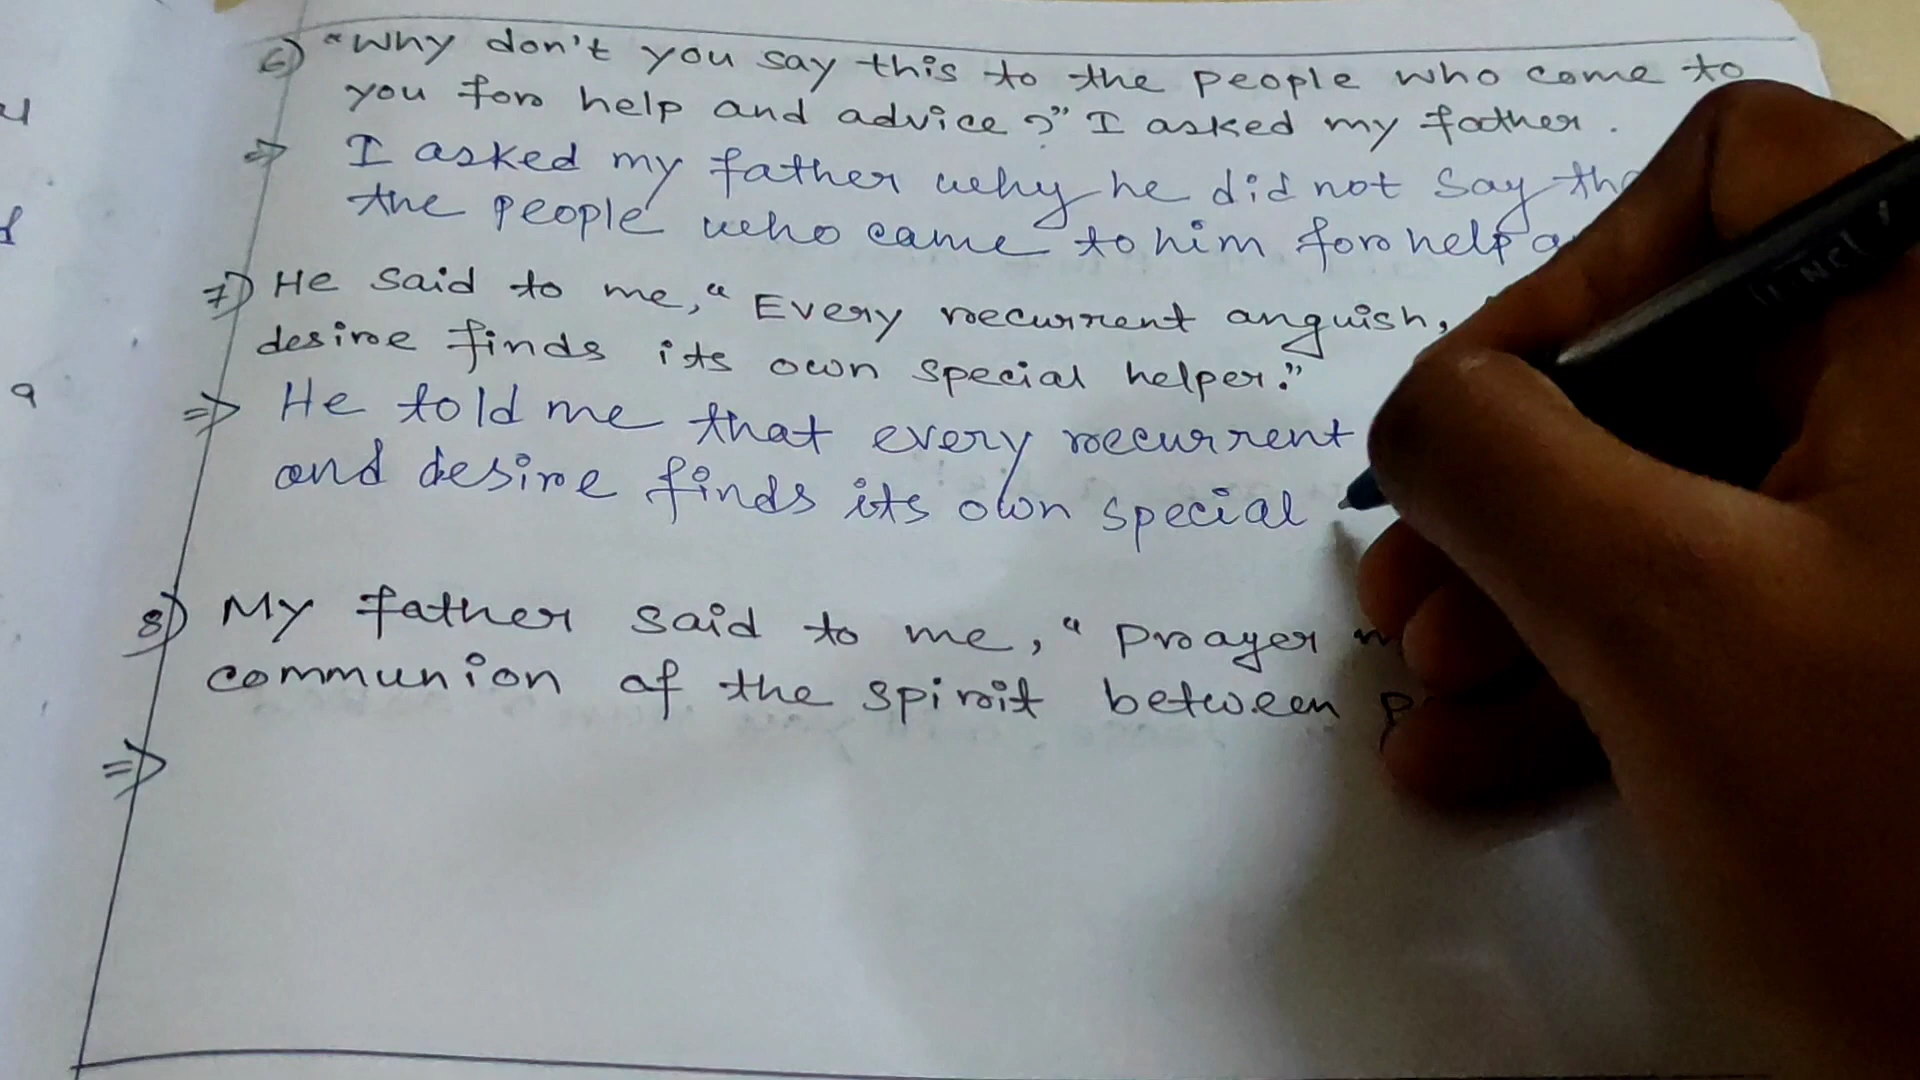 6) "Why don't you say this to the people who come to
you for help and advice?" I asked my father.
⇒ I asked my father why he did not say
the people who came to him for help
7) He said to me, "Every recurrent anguish,
desire finds its own special helper."
⇒ He told me that every recurrent
and desire finds its own special
8) My father said to me, "Prayer
communion of the spirit between
⇒